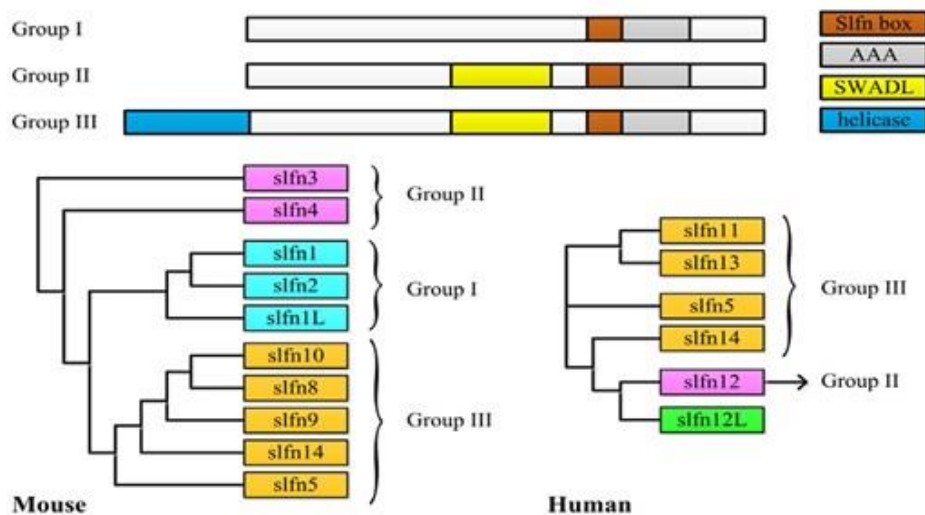 Group I
Group II
Group III
Slfn box
AAA
SWADL
helicase
slfn3
slfn4
Group II
slfn1
slfn2
slfn1L
Group I
slfn10
slfn8
slfn9
slfn14
slfn5
Group III
Mouse
slfn11
slfn13
slfn5
slfn14
Group III
slfn12
Group II
slfn12L
Human